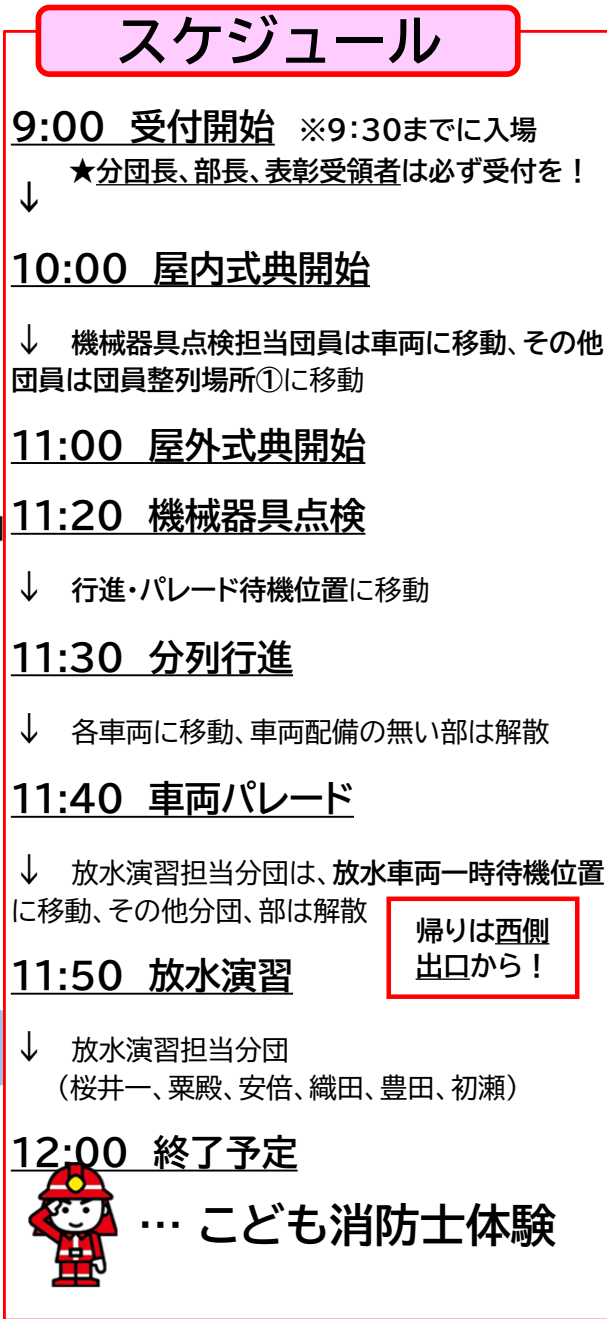 スケジュール
9:00 受付開始 ※9:30までに入場
★分団長、部長、表彰受領者は必ず受付を！
↓
10:00 屋内式典開始
↓ 機械器具点検担当団員は車両に移動、その他
団員は団員整列場所①に移動
11:00 屋外式典開始
11:20 機械器具点検
↓ 行進・パレード待機位置に移動
11:30 分列行進
↓ 各車両に移動、車両配備の無い部は解散
11:40 車両パレード
↓ 放水演習担当分団は、放水車両一時待機位置
に移動、その他分団、部は解散
帰りは西側
出口から！
11:50 放水演習
↓ 放水演習担当分団
（桜井一、粟殿、安倍、織田、豊田、初瀬）
12:00 終了予定
… こども消防士体験